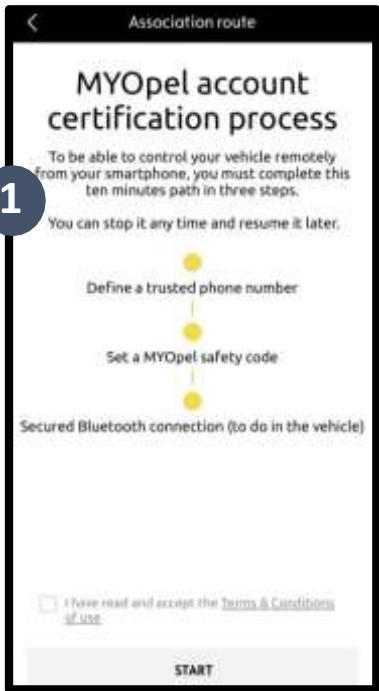 Association route
MYOpel account
certification process
To be able to control your vehicle remotely
from your smartphone, you must complete this
ten minutes path in three steps.
1
You can stop it any time and resume it later.
Define a trusted phone number
Set a MYOpel safety code
Secured Bluetooth connection (to do in the vehicle)
I have read and accept the Terms & Conditions
of use
START